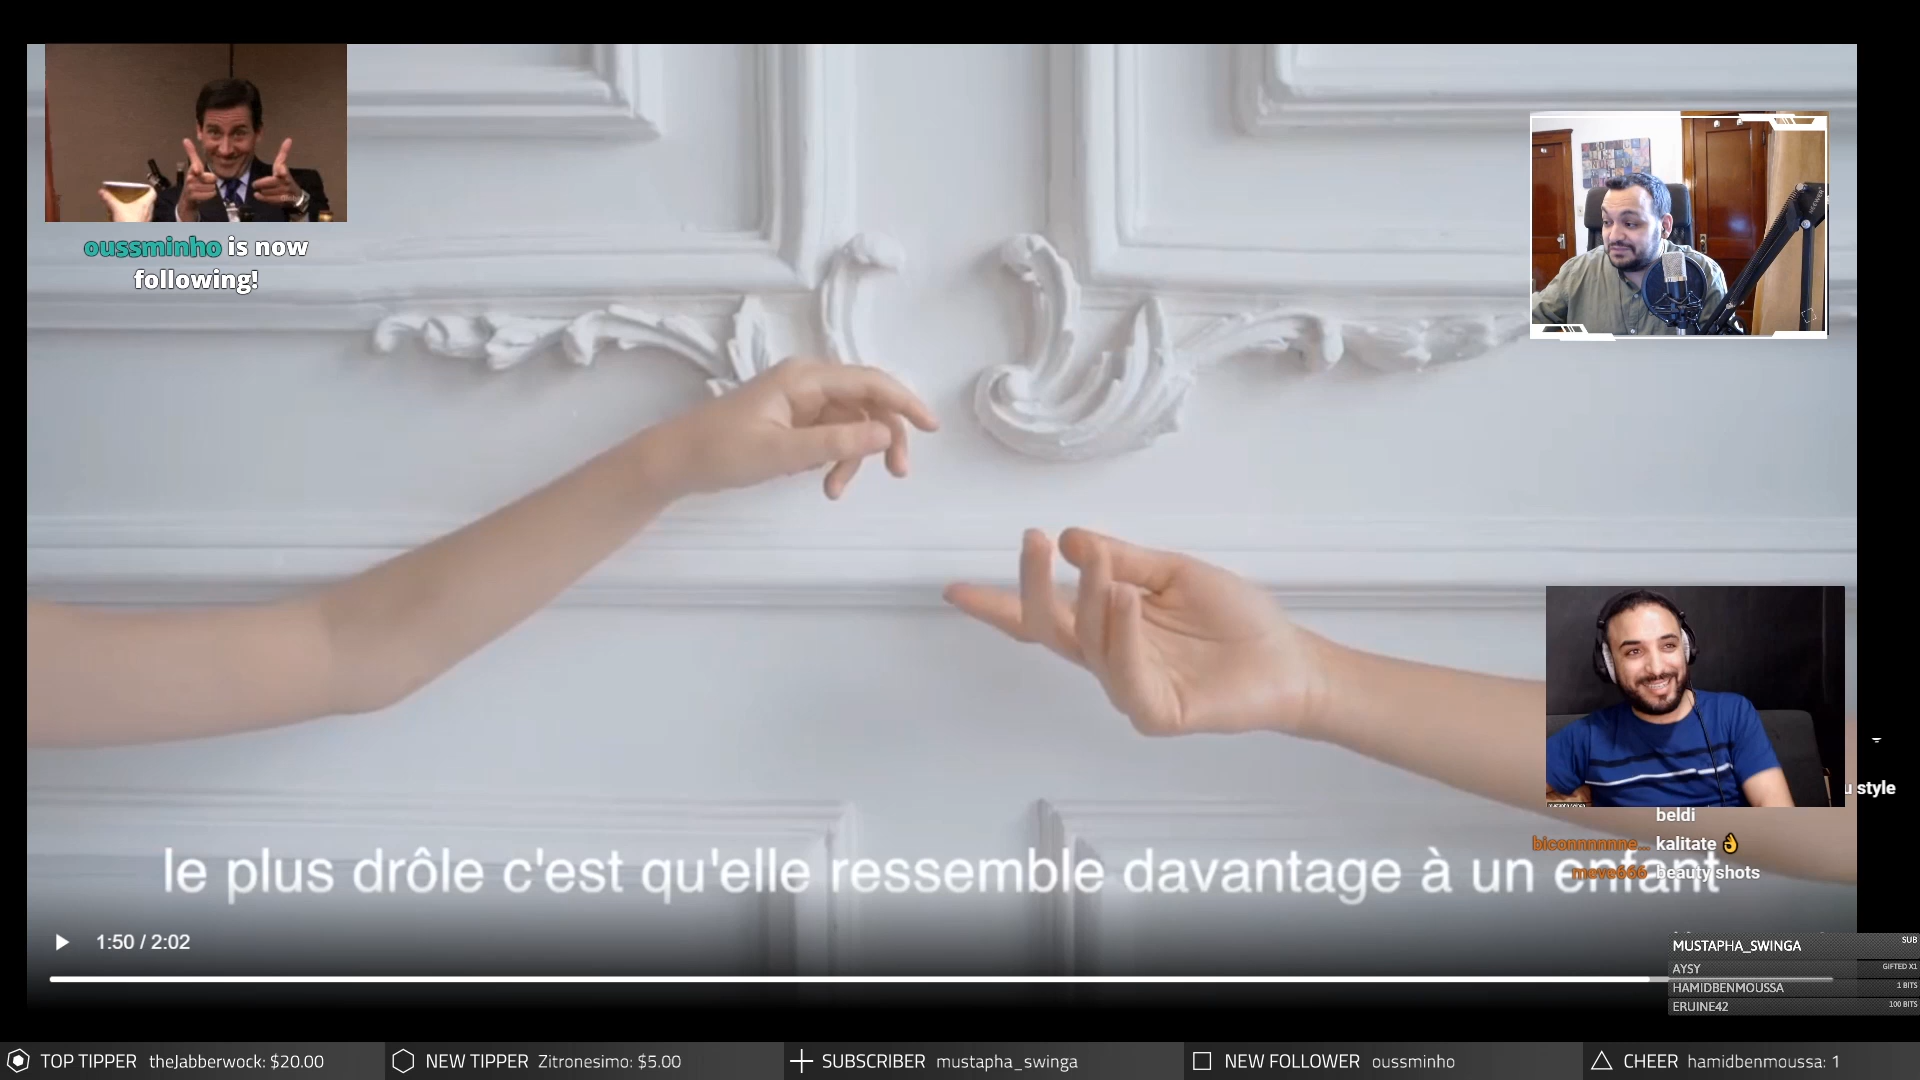 oussminho is now
following!
style
beldi
biconnnnnne... kalitate 👌
move666 beauty shots
le plus drôle c'est qu'elle ressemble davantage à un enfant
1:50 / 2:02
MUSTAPHA_SWINGA SUB
AYSY GIFTED X1
HAMIDBENMOUSSA 1 BITS
ERUINE42 100 BITS
TOP TIPPER theJabberwock: $20.00 NEW TIPPER Zitronesimo: $5.00 SUBSCRIBER mustapha_swinga NEW FOLLOWER oussminho CHEER hamidbenmoussa: 1